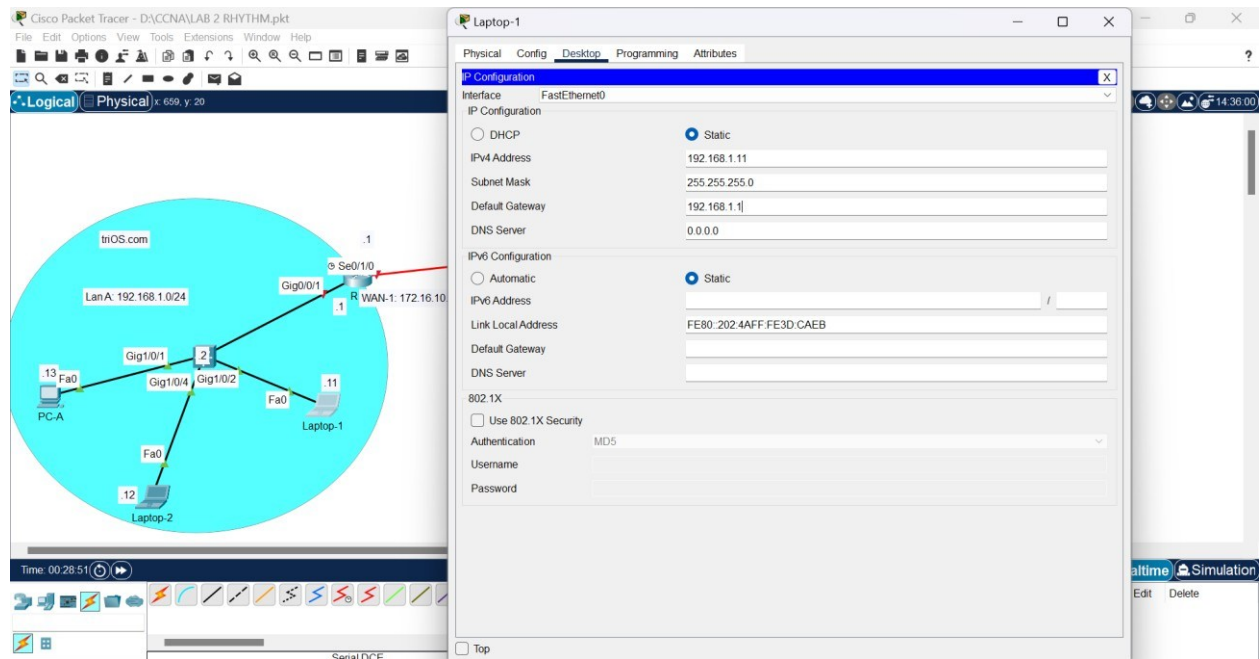 Cisco Packet Tracer - D:\CCNA\LAB 2 RHYTHM.pkt
File Edit Options View Tools Extensions Window Help
?
Logical Physical x: 659, y: 20
14:36:00
triOS.com
.1
Se0/1/0
Gig0/0/1
Lan A: 192.168.1.0/24
R WAN-1: 172.16.10.
.1
Gig1/0/1
.2
.13
Fa0
Gig1/0/4
Gig1/0/2
.11
Fa0
PC-A
Laptop-1
Fa0
.12
Laptop-2
Time: 00:28:51
Serial DCE
Laptop-1
Physical Config Desktop Programming Attributes
IP Configuration X
Interface FastEthernet0
IP Configuration
DHCP Static
IPv4 Address 192.168.1.11
Subnet Mask 255.255.255.0
Default Gateway 192.168.1.1
DNS Server 0.0.0.0
IPv6 Configuration
Automatic Static
IPv6 Address /
Link Local Address FE80::202:4AFF:FE3D:CAEB
Default Gateway
DNS Server
802.1X
Use 802.1X Security
Authentication MD5
Username
Password
Top
altime Simulation
Edit Delete